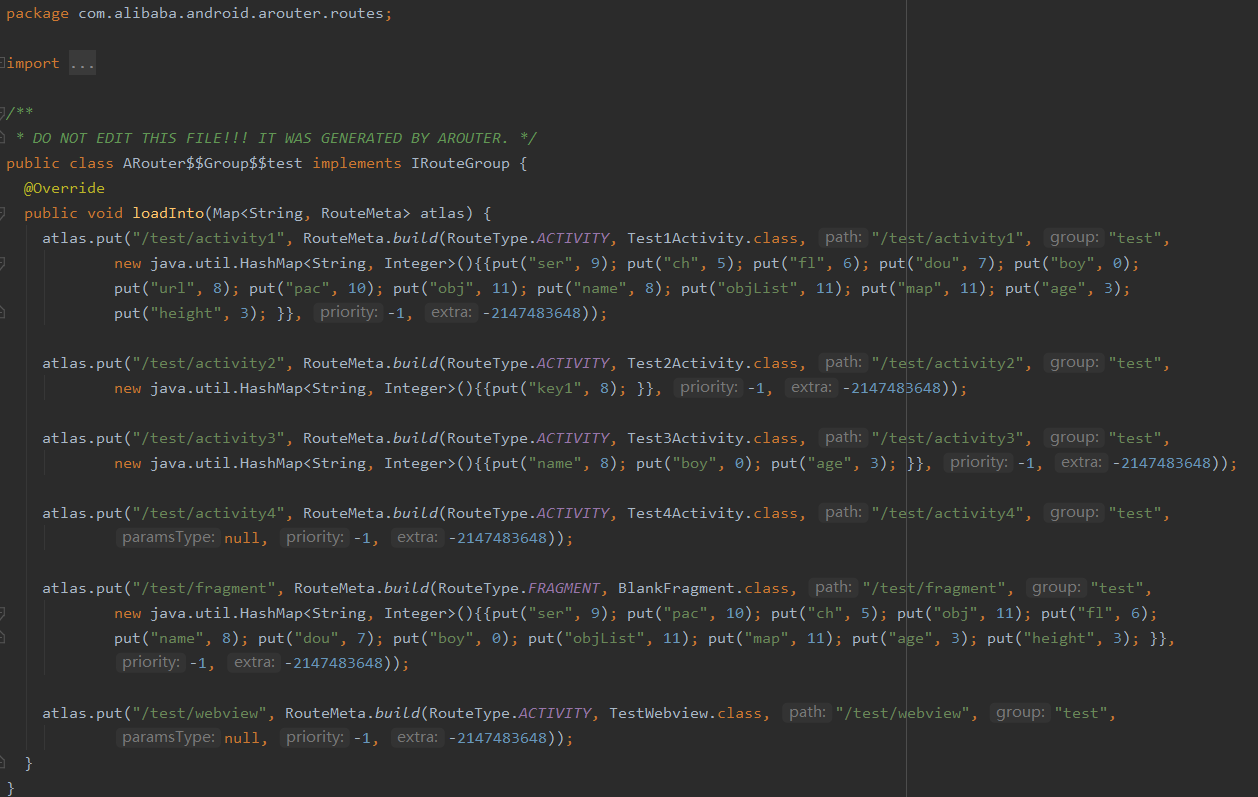 package com.alibaba.android.arouter.routes;
import ...
/**
* DO NOT EDIT THIS FILE!!! IT WAS GENERATED BY AROUTER. */
public class ARouter$$Group$$test implements IRouteGroup {
@Override
public void loadInto(Map<String, RouteMeta> atlas) {
atlas.put("/test/activity1", RouteMeta.build(RouteType.ACTIVITY, Test1Activity.class, path: "/test/activity1", group: "test",
new java.util.HashMap<String, Integer>(){{put("ser", 9); put("ch", 5); put("fl", 6); put("dou", 7); put("boy", 0);
put("url", 8); put("pac", 10); put("obj", 11); put("name", 8); put("objList", 11); put("map", 11); put("age", 3);
put("height", 3); }}, priority: -1, extra: -2147483648));
atlas.put("/test/activity2", RouteMeta.build(RouteType.ACTIVITY, Test2Activity.class, path: "/test/activity2", group: "test",
new java.util.HashMap<String, Integer>(){{put("key1", 8); }}, priority: -1, extra: -2147483648));
atlas.put("/test/activity3", RouteMeta.build(RouteType.ACTIVITY, Test3Activity.class, path: "/test/activity3", group: "test",
new java.util.HashMap<String, Integer>(){{put("name", 8); put("boy", 0); put("age", 3); }}, priority: -1, extra: -2147483648));
atlas.put("/test/activity4", RouteMeta.build(RouteType.ACTIVITY, Test4Activity.class, path: "/test/activity4", group: "test",
paramsType: null, priority: -1, extra: -2147483648));
atlas.put("/test/fragment", RouteMeta.build(RouteType.FRAGMENT, BlankFragment.class, path: "/test/fragment", group: "test",
new java.util.HashMap<String, Integer>(){{put("ser", 9); put("pac", 10); put("ch", 5); put("obj", 11); put("fl", 6);
put("name", 8); put("dou", 7); put("boy", 0); put("objList", 11); put("map", 11); put("age", 3); put("height", 3); }},
priority: -1, extra: -2147483648));
atlas.put("/test/webview", RouteMeta.build(RouteType.ACTIVITY, TestWebview.class, path: "/test/webview", group: "test",
paramsType: null, priority: -1, extra: -2147483648));
}
}